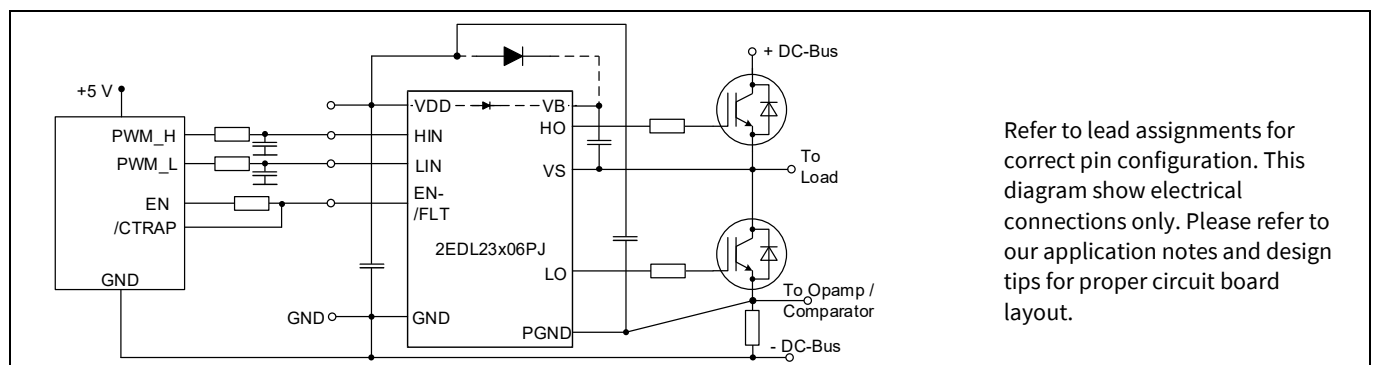 + DC-Bus
+5 V
VDD
VB
PWM_H
HIN
HO
PWM_L
LIN
VS
To
Load
EN
EN-
/FLT
/CTRAP
2EDL23x06PJ
LO
GND
To Opamp /
Comparator
GND
GND
PGND
- DC-Bus
Refer to lead assignments for
correct pin configuration. This
diagram show electrical
connections only. Please refer to
our application notes and design
tips for proper circuit board
layout.